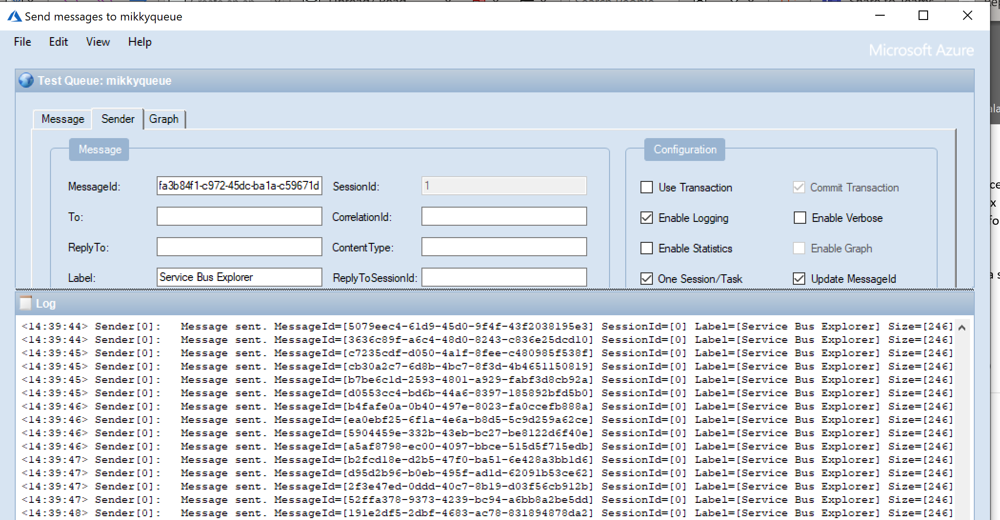 Send messages to mikkyqueue
File Edit View Help
Microsoft Azure
Test Queue: mikkyqueue
Message Sender Graph
Message
Configuration
MessageId: fa3b84f1-c972-45dc-ba1a-c59671d SessionId: 1
Use Transaction Commit Transaction
To: CorrelationId:
Enable Logging Enable Verbose
ReplyTo: ContentType:
Enable Statistics Enable Graph
Label: Service Bus Explorer ReplyToSessionId:
One Session/Task Update MessageId
Log
<14:39:44> Sender[0]: Message sent. MessageId=[5079eec4-61d9-45d0-9f4f-43f2038195e3] SessionId=[0] Label=[Service Bus Explorer] Size=[246]
<14:39:44> Sender[0]: Message sent. MessageId=[3636c89f-a6c4-48d0-8243-c836e25dcd10] SessionId=[0] Label=[Service Bus Explorer] Size=[246]
<14:39:45> Sender[0]: Message sent. MessageId=[c7235cdf-d050-4a1f-8fee-c480985f538f] SessionId=[0] Label=[Service Bus Explorer] Size=[246]
<14:39:45> Sender[0]: Message sent. MessageId=[cb30a2c7-6d8b-4bc7-8f3d-4b4651150819] SessionId=[0] Label=[Service Bus Explorer] Size=[246]
<14:39:45> Sender[0]: Message sent. MessageId=[b7be6c1d-2593-4801-a929-fabf3d8cb92a] SessionId=[0] Label=[Service Bus Explorer] Size=[246]
<14:39:45> Sender[0]: Message sent. MessageId=[d0553cc4-bd6b-44a6-8397-185892bfd5b0] SessionId=[0] Label=[Service Bus Explorer] Size=[246]
<14:39:46> Sender[0]: Message sent. MessageId=[b4fafe0a-0b40-497e-8023-fa0ccefb888a] SessionId=[0] Label=[Service Bus Explorer] Size=[246]
<14:39:46> Sender[0]: Message sent. MessageId=[ea0ebf25-6f1a-4e6a-b8d5-5c9d259a62ce] SessionId=[0] Label=[Service Bus Explorer] Size=[246]
<14:39:46> Sender[0]: Message sent. MessageId=[5904459e-332b-43eb-bc27-be8122d6f40e] SessionId=[0] Label=[Service Bus Explorer] Size=[246]
<14:39:46> Sender[0]: Message sent. MessageId=[a5af8798-ec00-4097-bbce-515d5f715edb] SessionId=[0] Label=[Service Bus Explorer] Size=[246]
<14:39:47> Sender[0]: Message sent. MessageId=[b2fcd18e-d2b5-47f0-ba51-6e428a3bb1d6] SessionId=[0] Label=[Service Bus Explorer] Size=[246]
<14:39:47> Sender[0]: Message sent. MessageId=[d95d2b96-b0eb-495f-ad1d-62091b53ce62] SessionId=[0] Label=[Service Bus Explorer] Size=[246]
<14:39:47> Sender[0]: Message sent. MessageId=[2f3e47ed-0ddd-40c7-8b19-d03f56cb912b] SessionId=[0] Label=[Service Bus Explorer] Size=[246]
<14:39:47> Sender[0]: Message sent. MessageId=[52ffa378-9373-4239-bc94-a6bb8a2be5dd] SessionId=[0] Label=[Service Bus Explorer] Size=[246]
<14:39:48> Sender[0]: Message sent. MessageId=[191e2df5-2dbf-4683-ac78-831894878da2] SessionId=[0] Label=[Service Bus Explorer] Size=[246]